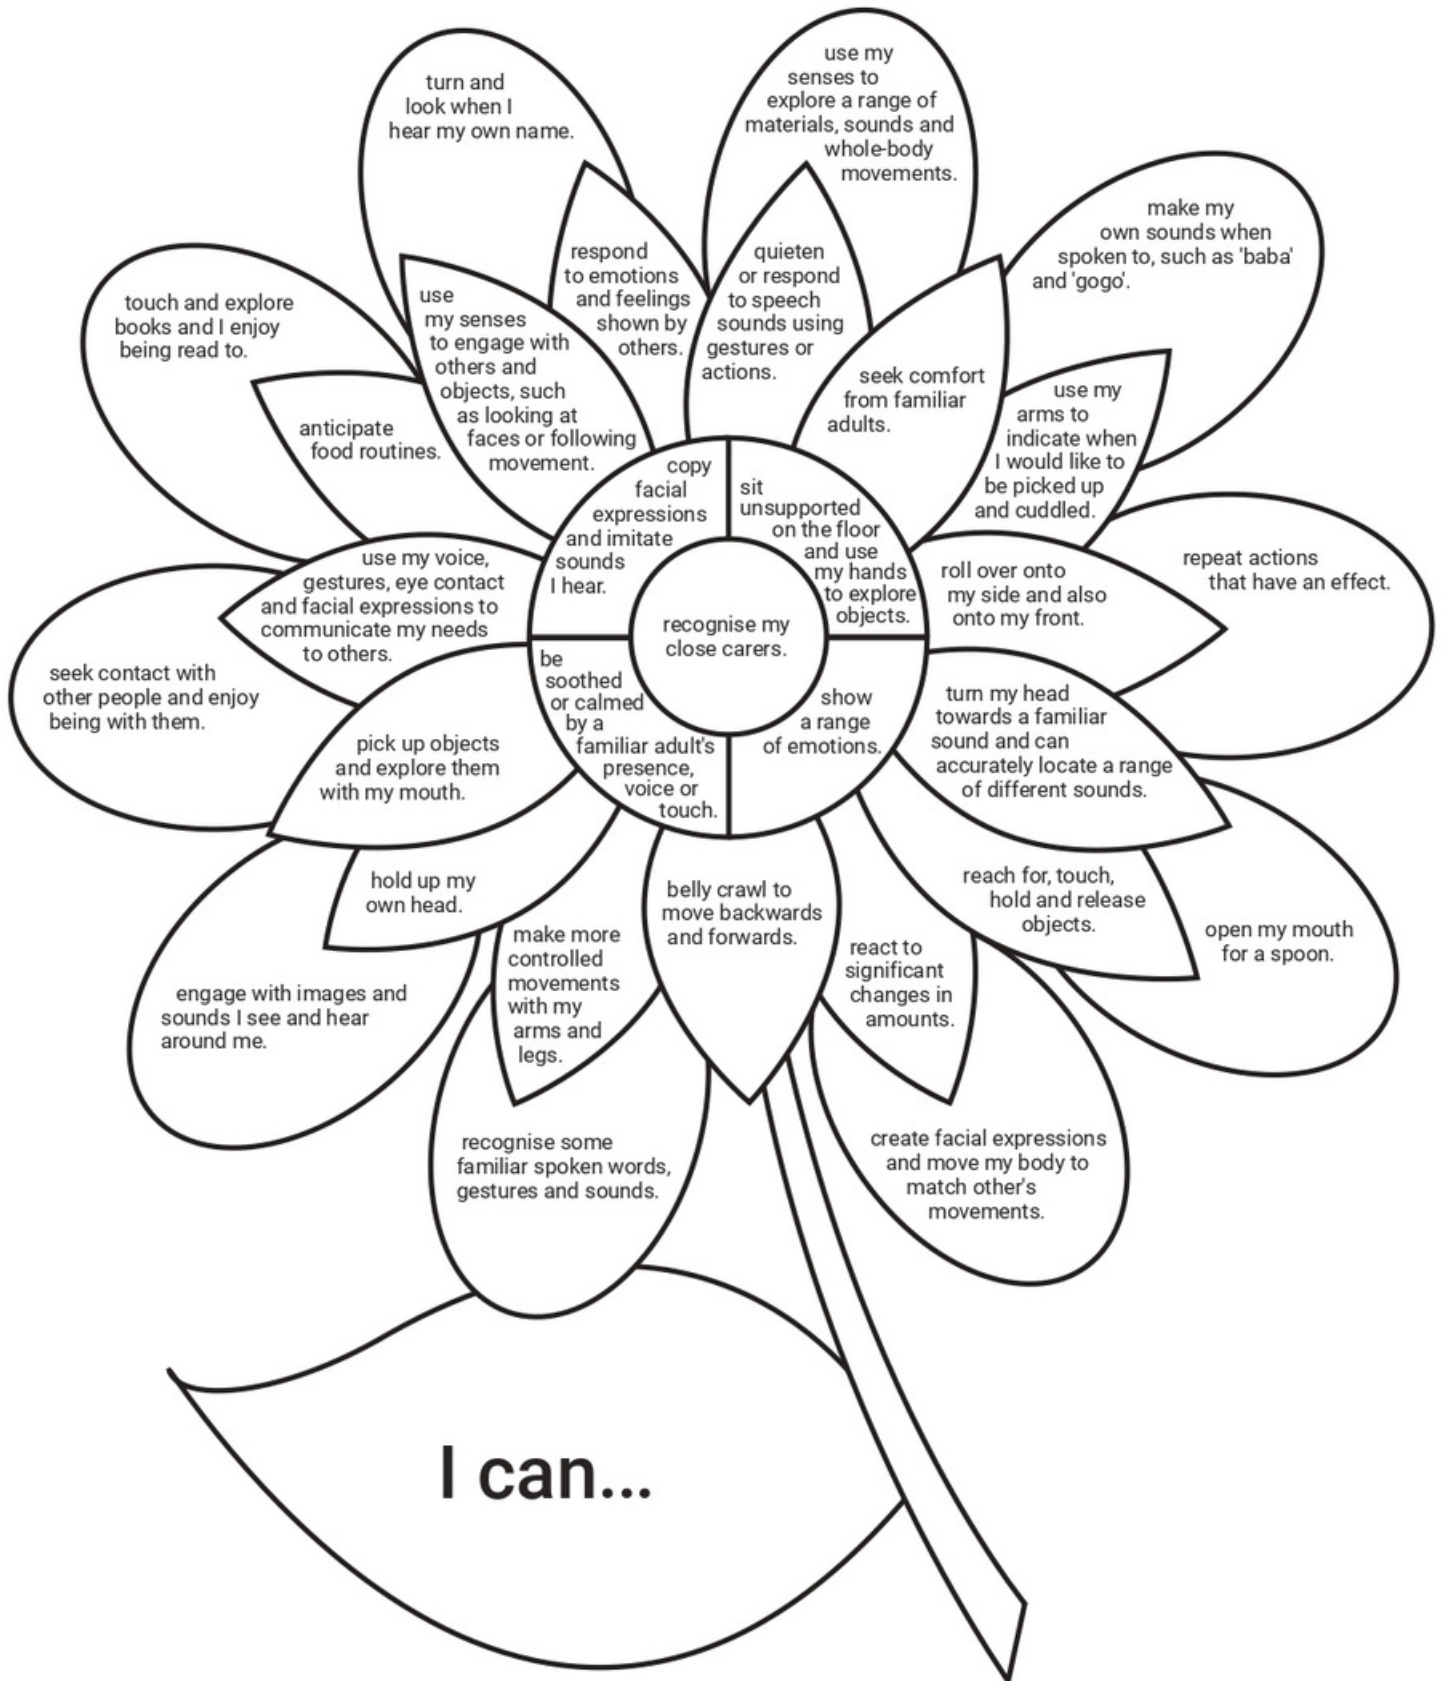 turn and
look when I
hear my own name.
use my
senses to
explore a range of
materials, sounds and
whole-body
movements.
make my
own sounds when
spoken to, such as 'baba'
and 'gogo'.
touch and explore
books and I enjoy
being read to.
respond
to emotions
and feelings
shown by
others.
quieten
or respond
to speech
sounds using
gestures or
actions.
use
my senses
to engage with
others and
objects, such
as looking at
faces or following
movement.
seek comfort
from familiar
adults.
use my
arms to
indicate when
I would like to
be picked up
and cuddled.
anticipate
food routines.
copy
facial
expressions
and imitate
sounds
I hear.
sit
unsupported
on the floor
and use
my hands
to explore
objects.
use my voice,
gestures, eye contact
and facial expressions to
communicate my needs
to others.
roll over onto
my side and also
onto my front.
repeat actions
that have an effect.
recognise my
close carers.
seek contact with
other people and enjoy
being with them.
be
soothed
or calmed
by a
familiar adult's
presence,
voice or
touch.
show
a range
of emotions.
turn my head
towards a familiar
sound and can
accurately locate a range
of different sounds.
pick up objects
and explore them
with my mouth.
hold up my
own head.
belly crawl to
move backwards
and forwards.
reach for, touch,
hold and release
objects.
open my mouth
for a spoon.
make more
controlled
movements
with my
arms and
legs.
react to
significant
changes in
amounts.
engage with images and
sounds I see and hear
around me.
recognise some
familiar spoken words,
gestures and sounds.
create facial expressions
and move my body to
match other's
movements.
I can...